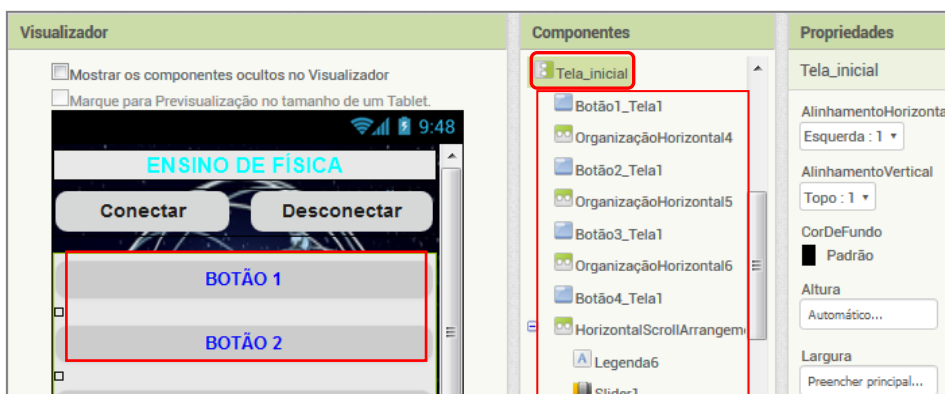 Visualizador
Mostrar os componentes ocultos no Visualizador
Marque para Previsualização no tamanho de um Tablet.
9:48
ENSINO DE FÍSICA
Conectar Desconectar
BOTÃO 1
BOTÃO 2
Componentes
Tela_inicial
Botão1_Tela1
OrganizaçãoHorizontal4
Botão2_Tela1
OrganizaçãoHorizontal5
Botão3_Tela1
OrganizaçãoHorizontal6
Botão4_Tela1
HorizontalScrollArrangeme
A Legenda6
Slider1
Propriedades
Tela_inicial
AlinhamentoHorizonta
Esquerda : 1
AlinhamentoVertical
Topo : 1
CorDeFundo
Padrão
Altura
Automático...
Largura
Preencher principal...